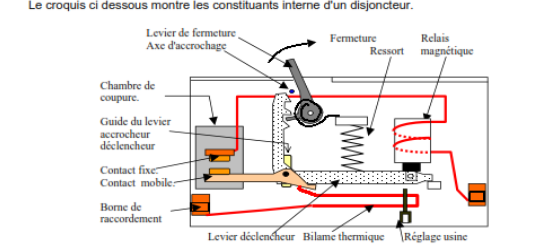 Le croquis ci dessous montre les constituants interne d'un disjoncteur.
Levier de fermeture
Axe d'accrochage
Fermeture
Ressort
Relais
magnétique
Chambre de
coupure.
Guide du levier
accrocheur
déclencheur
Contact fixe.
Contact mobile.
Borne de
raccordement
Levier déclencheur
Bilame thermique
Réglage usine